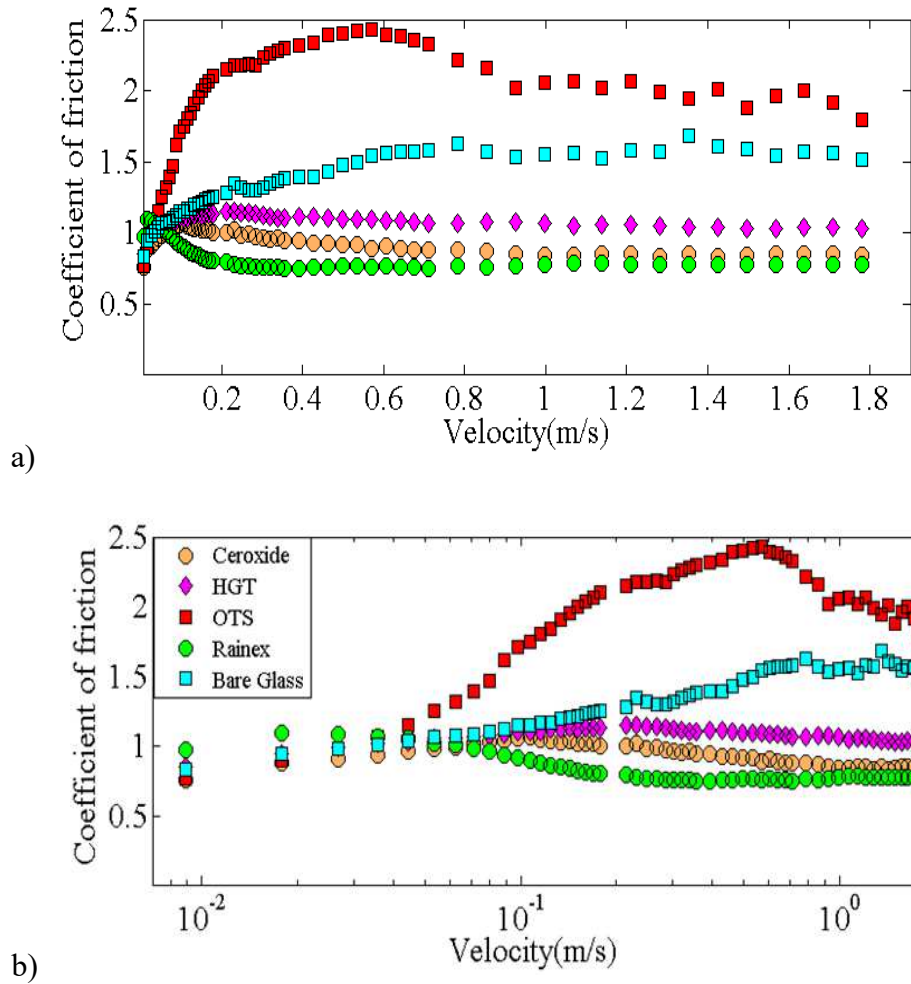 2.5
2
1.5
1
0.5
Coefficient of friction
0.2 0.4 0.6 0.8 1 1.2 1.4 1.6 1.8
Velocity(m/s)
a)
2.5
2
1.5
1
0.5
Coefficient of friction
Ceroxide
HGT
OTS
Rainex
Bare Glass
10-2 10-1 100
Velocity(m/s)
b)